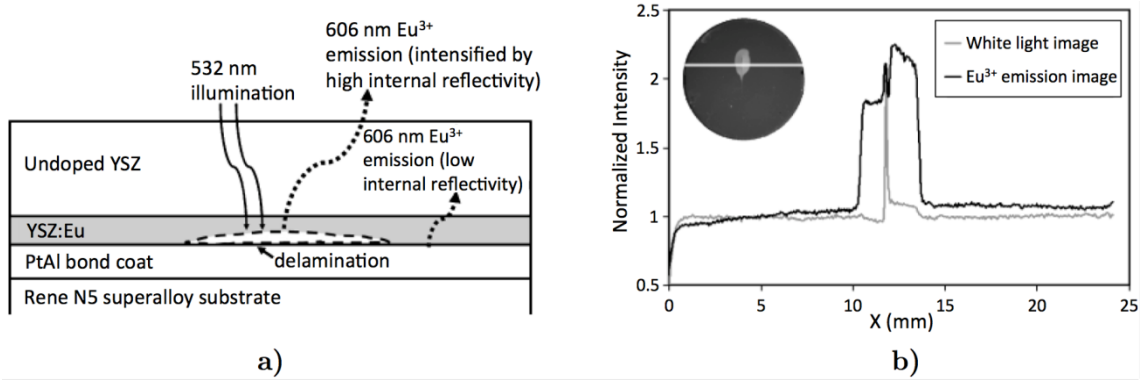 606 nm Eu³⁺
emission (intensified by
high internal reflectivity)
532 nm
illumination
606 nm Eu³⁺
emission (low
internal reflectivity)
Undoped YSZ
YSZ:Eu
PtAl bond coat
delamination
Rene N5 superalloy substrate
a)
2.5
2
1.5
1
0.5
Normalized Intensity
White light image
Eu³⁺ emission image
0
5
10
15
20
25
X (mm)
b)